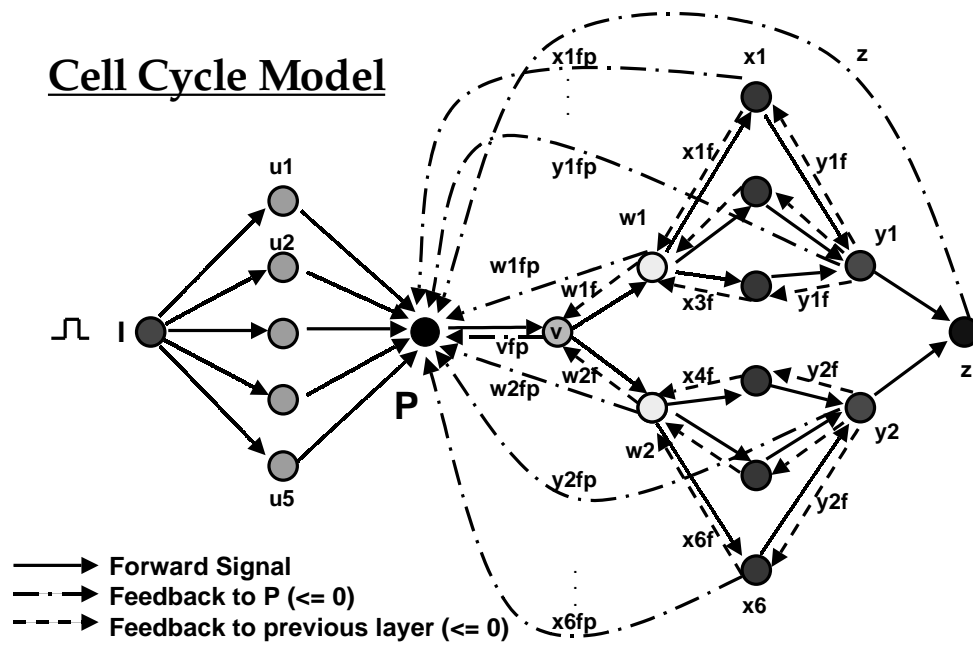 Cell Cycle Model
x1fp
x1
z
u1
x1f
y1f
y1fp
u2
w1
y1
w1fp
w1f
x3f
y1f
I
v
vfp
z
P
w2fp
w2f
x4f
y2f
w2
y2
u5
y2fp
y2f
x6f
x6
x6fp
Forward Signal
Feedback to P (<= 0)
Feedback to previous layer (<= 0)